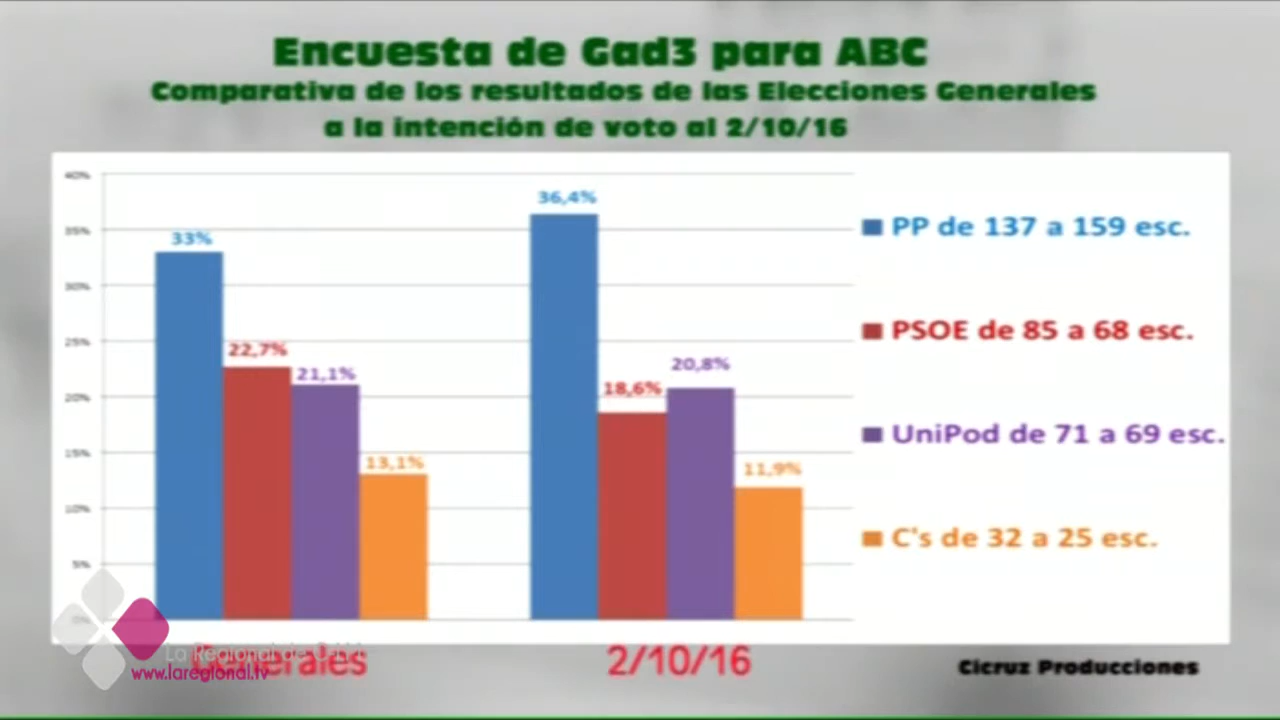 Encuesta de Gad3 para ABC
Comparativa de los resultados de las Elecciones Generales
a la intención de voto al 2/10/16
40%
35%
30%
25%
20%
15%
10%
5%
33%
22,7%
21,1%
13,1%
36,4%
18,6%
20,8%
11,9%
PP de 137 a 159 esc.
PSOE de 85 a 68 esc.
UniPod de 71 a 69 esc.
C's de 32 a 25 esc.
Generales
2/10/16
La Regional de
www.laregional.tv
Cicruz Producciones